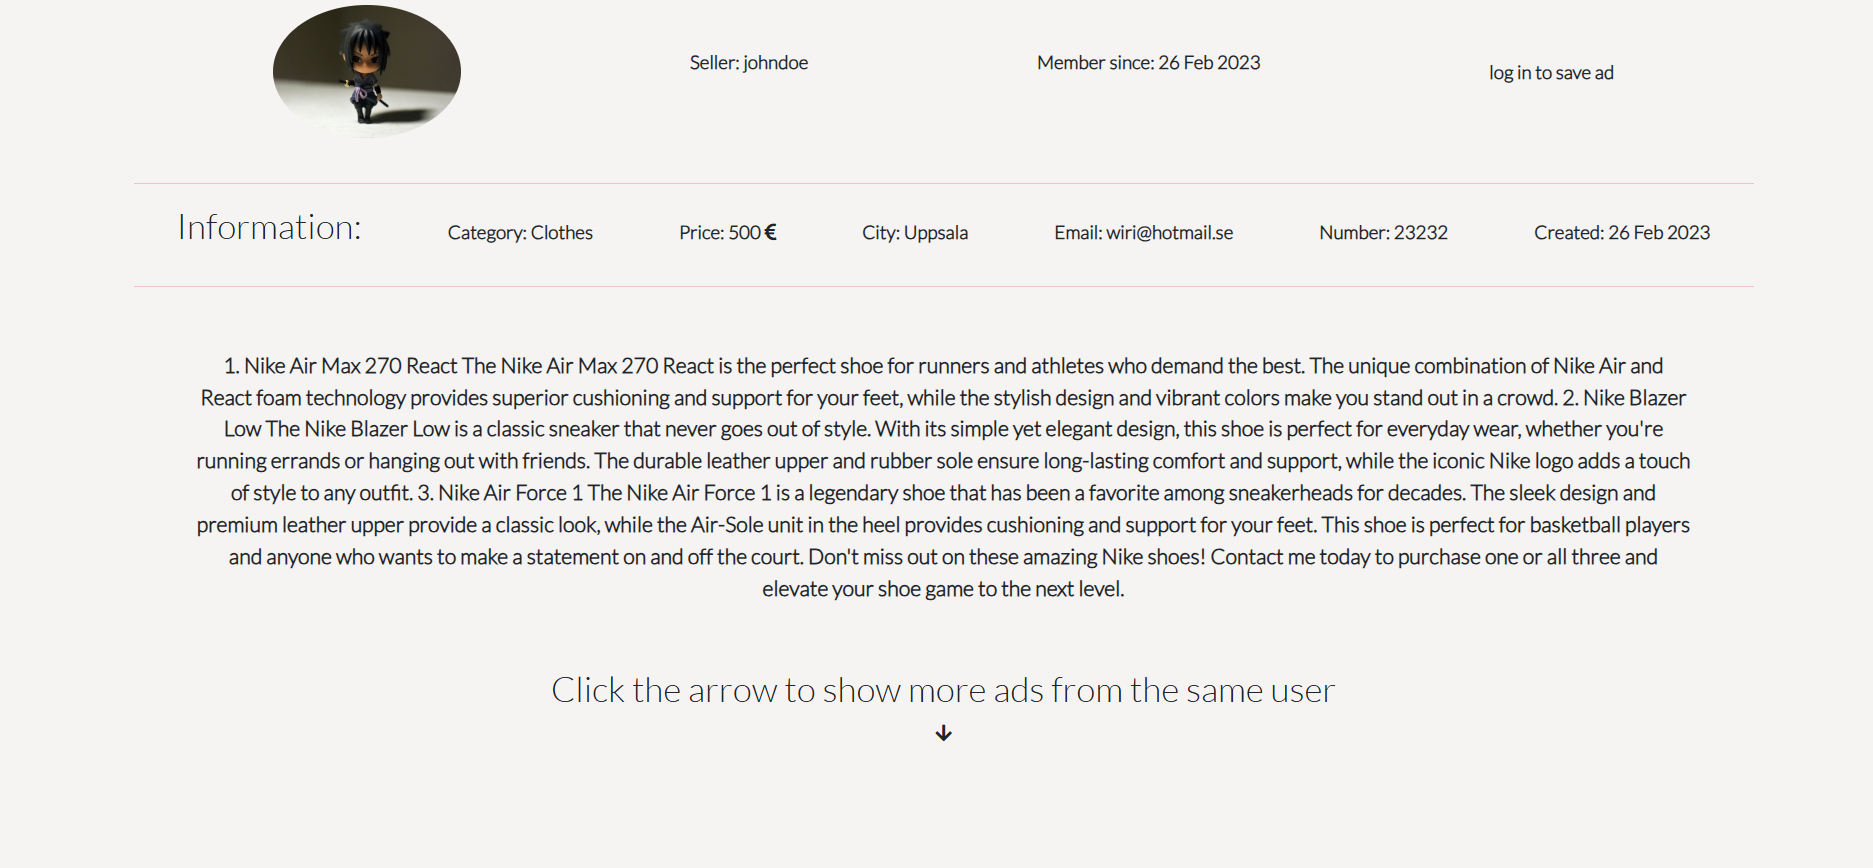 Seller: johndoe
Member since: 26 Feb 2023
log in to save ad
Information:
Category: Clothes
Price: 500 €
City: Uppsala
Email: wiri@hotmail.se
Number: 23232
Created: 26 Feb 2023
1. Nike Air Max 270 React The Nike Air Max 270 React is the perfect shoe for runners and athletes who demand the best. The unique combination of Nike Air and
React foam technology provides superior cushioning and support for your feet, while the stylish design and vibrant colors make you stand out in a crowd. 2. Nike Blazer
Low The Nike Blazer Low is a classic sneaker that never goes out of style. With its simple yet elegant design, this shoe is perfect for everyday wear, whether you're
running errands or hanging out with friends. The durable leather upper and rubber sole ensure long-lasting comfort and support, while the iconic Nike logo adds a touch
of style to any outfit. 3. Nike Air Force 1 The Nike Air Force 1 is a legendary shoe that has been a favorite among sneakerheads for decades. The sleek design and
premium leather upper provide a classic look, while the Air-Sole unit in the heel provides cushioning and support for your feet. This shoe is perfect for basketball players
and anyone who wants to make a statement on and off the court. Don't miss out on these amazing Nike shoes! Contact me today to purchase one or all three and
elevate your shoe game to the next level.
Click the arrow to show more ads from the same user